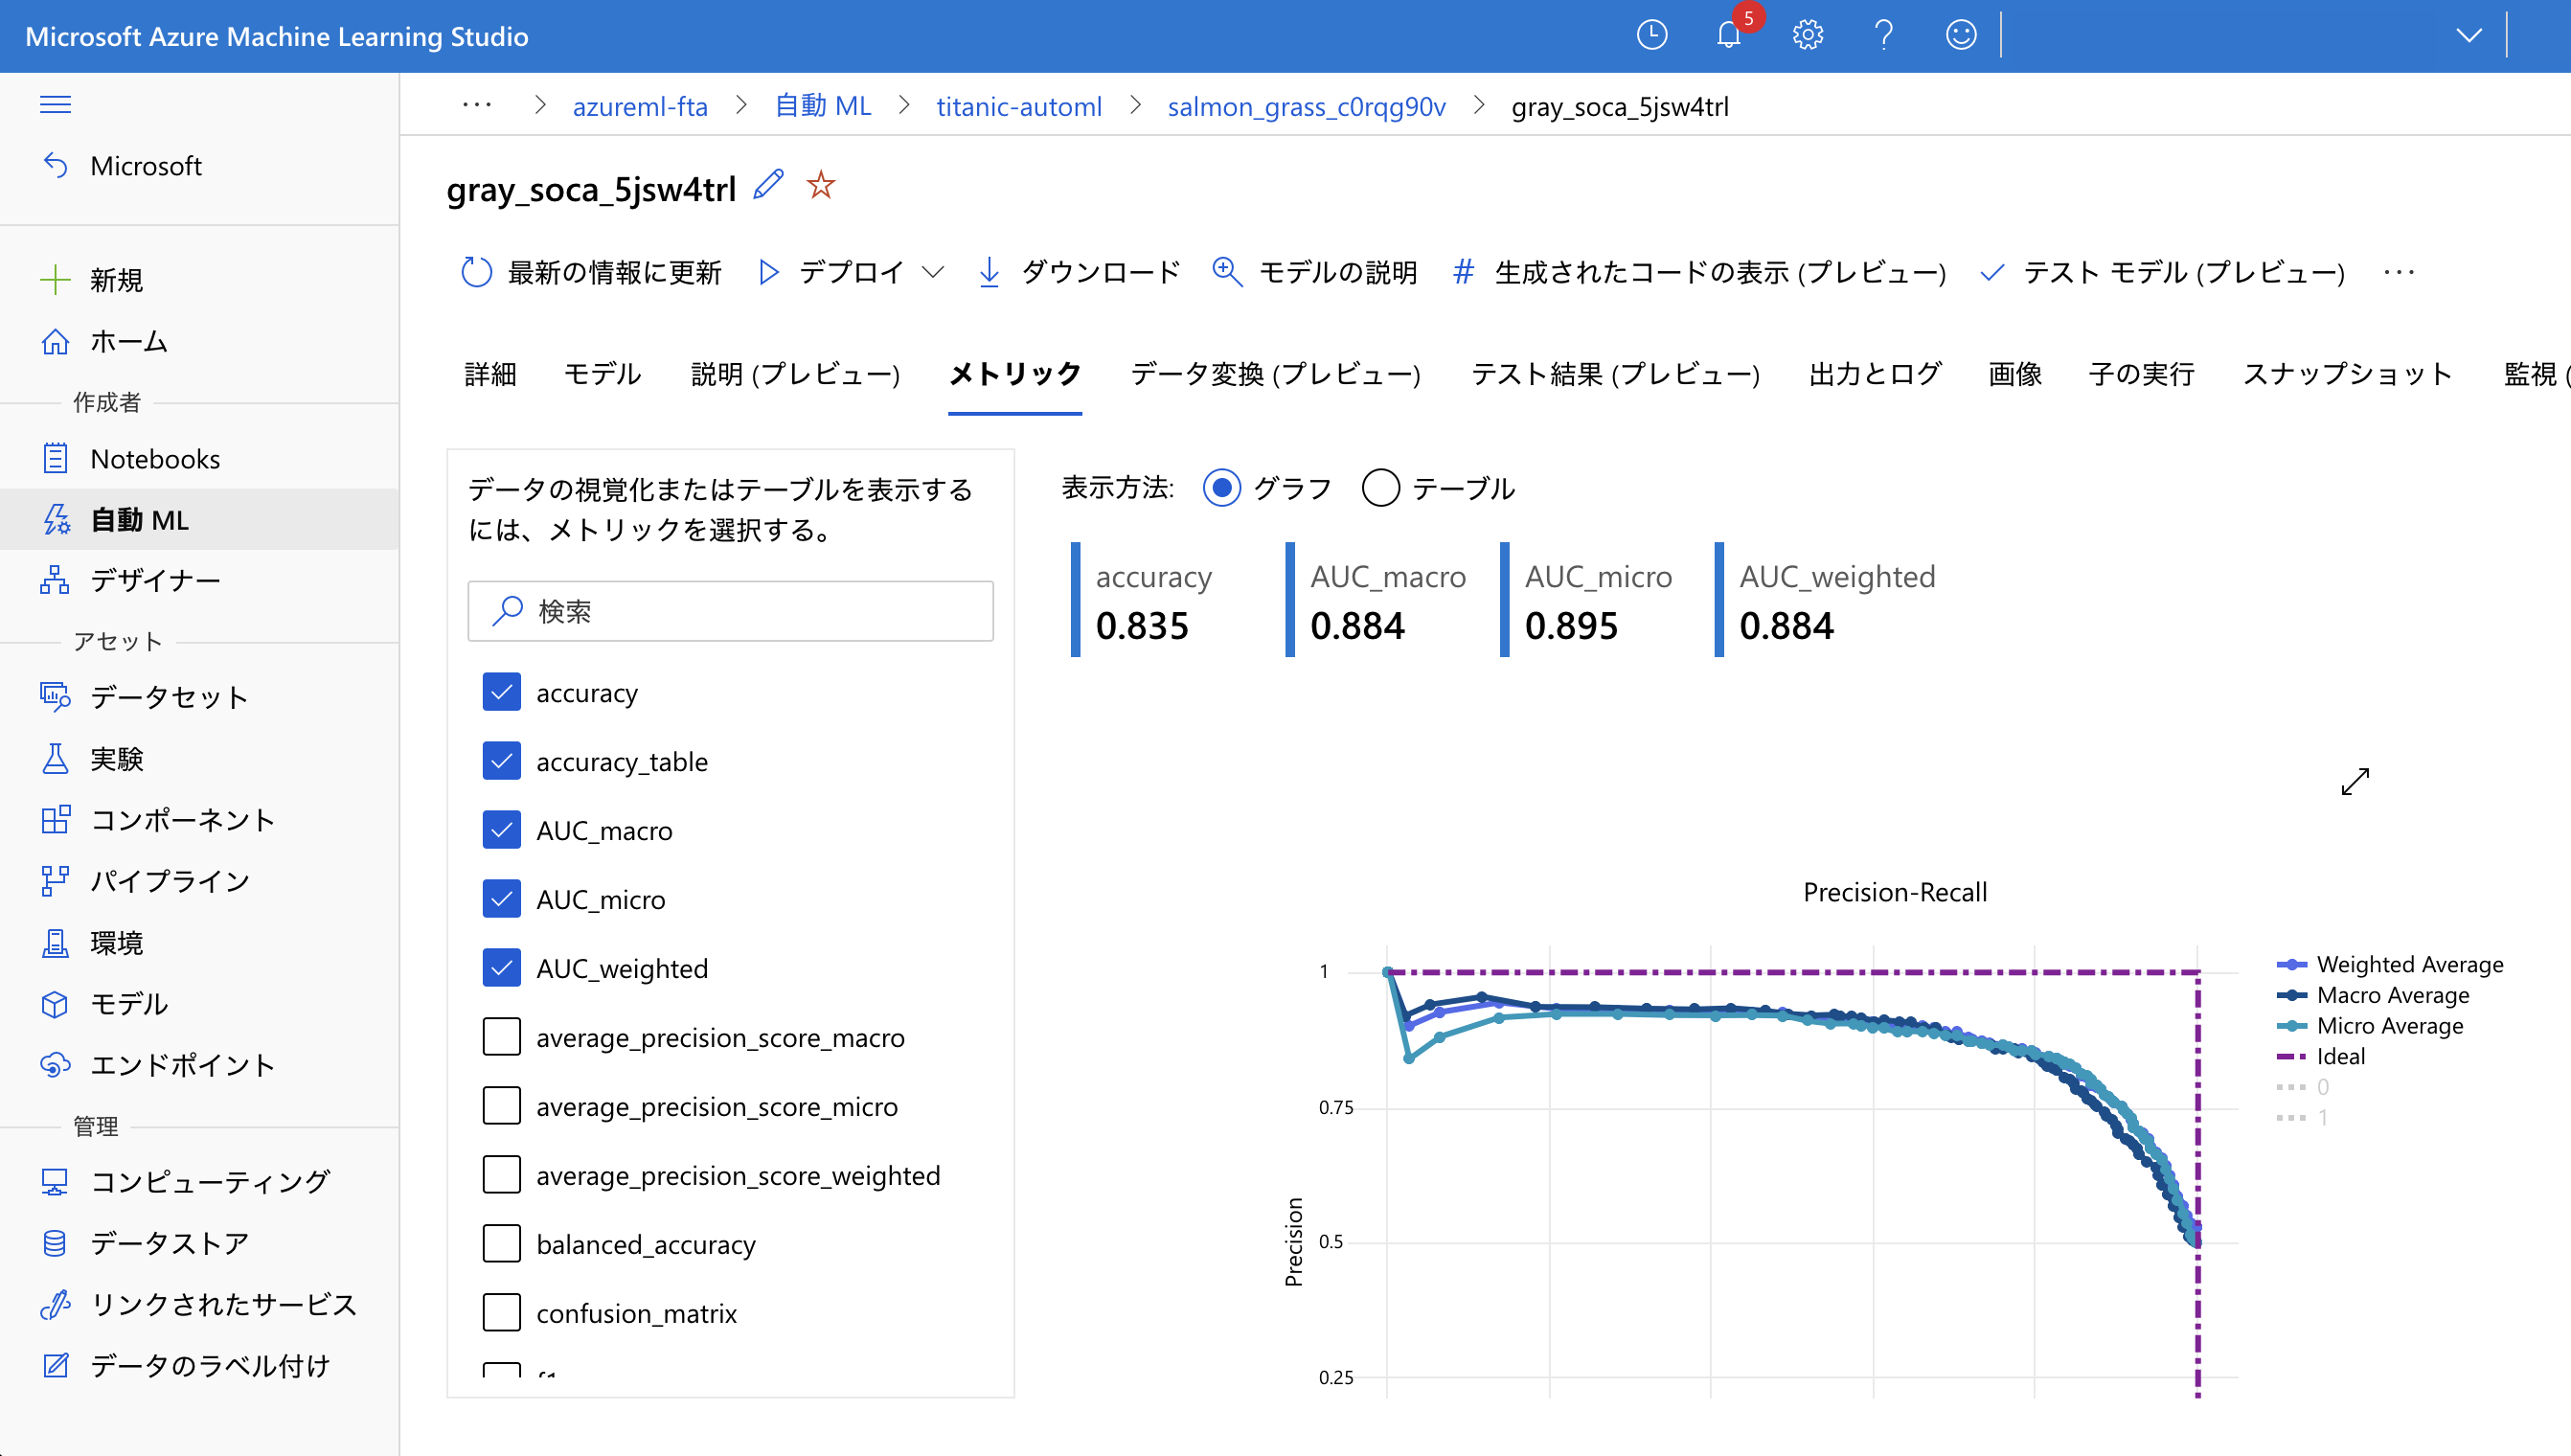 Microsoft Azure Machine Learning Studio
5
azureml-fta
自動 ML
titanic-automl
salmon_grass_c0rqg90v
gray_soca_5jsw4trl
Microsoft
新規
ホーム
作成者
Notebooks
自動 ML
デザイナー
アセット
データセット
実験
コンポーネント
パイプライン
環境
モデル
エンドポイント
管理
コンピューティング
データストア
リンクされたサービス
データのラベル付け
gray_soca_5jsw4trl
最新の情報に更新
デプロイ
ダウンロード
モデルの説明
# 生成されたコードの表示 (プレビュー)
テスト モデル (プレビュー)
詳細
モデル
説明 (プレビュー)
メトリック
データ変換 (プレビュー)
テスト結果 (プレビュー)
出力とログ
画像
子の実行
スナップショット
監視 (
データの視覚化またはテーブルを表示する
には、メトリックを選択する。
検索
accuracy
accuracy_table
AUC_macro
AUC_micro
AUC_weighted
average_precision_score_macro
average_precision_score_micro
average_precision_score_weighted
balanced_accuracy
confusion_matrix
表示方法:
グラフ
テーブル
accuracy
0.835
AUC_macro
0.884
AUC_micro
0.895
AUC_weighted
0.884
Precision-Recall
1
0.75
0.5
0.25
Precision
Weighted Average
Macro Average
Micro Average
Ideal
0
1